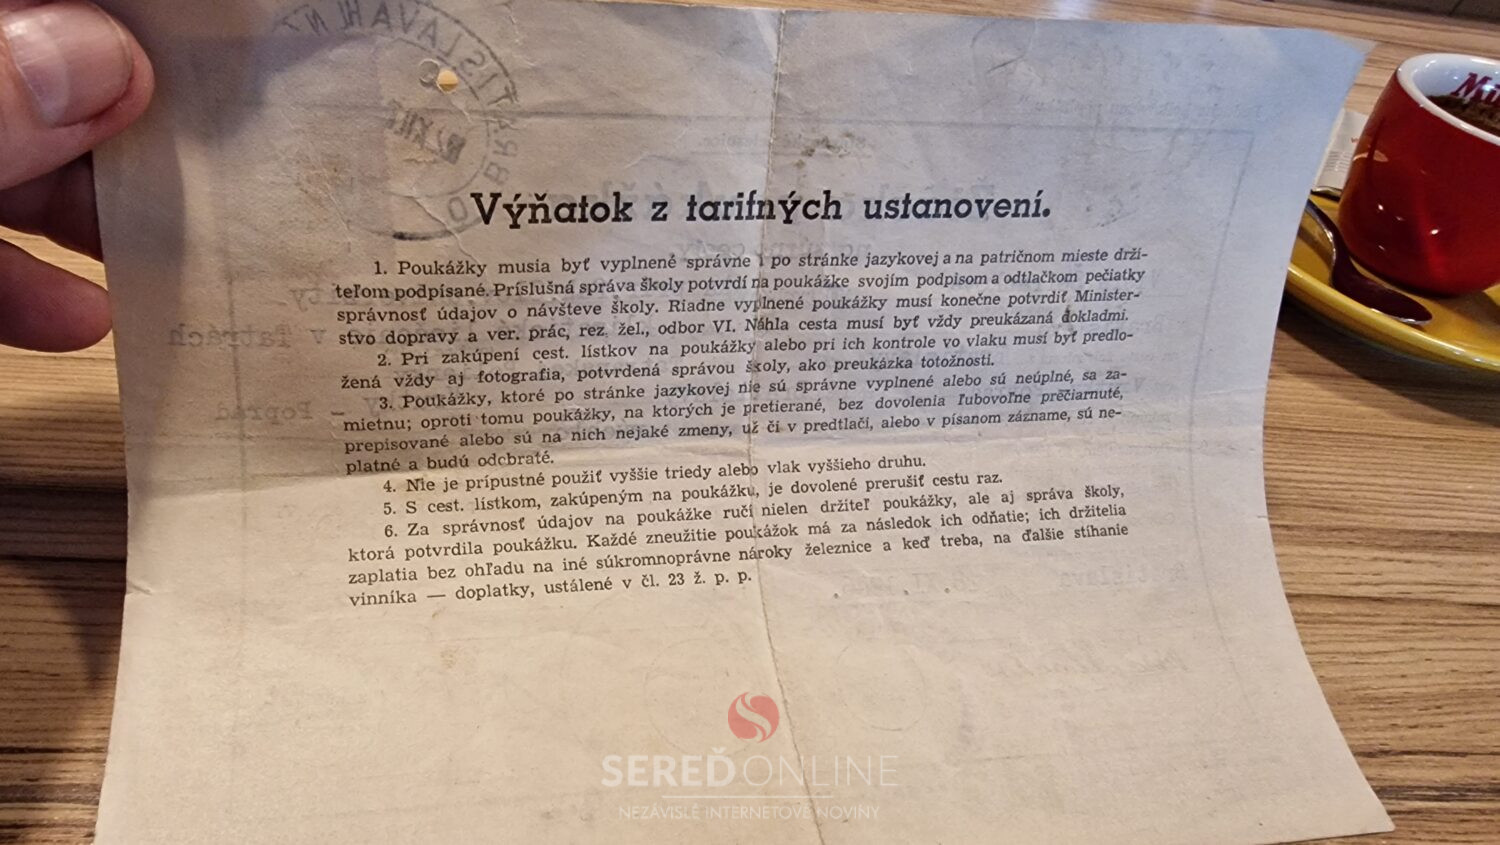 Výňatok z tarifných ustanovení.
1. Poukážky musia byť vyplnené správne i po stránke jazykovej a na patričnom mieste drži-
teľom podpísané. Príslušná správa školy potvrdí na poukážke svojím podpisom a odtlačkom pečiatky
správnosť údajov o návšteve školy. Riadne vyplnené poukážky musí konečne potvrdiť Minister-
stvo dopravy a ver. prác, rez. žel., odbor VI. Náhla cesta musí byť vždy preukázaná dokladmi.
2. Pri zakúpení cest. lístkov na poukážky alebo pri ich kontrole vo vlaku musí byť predlo-
žená vždy aj fotografia, potvrdená správou školy, ako preukázka totožnosti.
3. Poukážky, ktoré po stránke jazykovej nie sú správne vyplnené alebo sú neúplné, sa za-
mietnu; oproti tomu poukážky, na ktorých je pretierané, bez dovolenia ľubovoľne prečiarnuté,
prepisované alebo sú na nich nejaké zmeny, už či v predtlači, alebo v písanom zázname, sú ne-
platné a budú odobraté.
4. Nie je prípustné použiť vyššie triedy alebo vlak vyššieho druhu.
5. S cest. lístkom, zakúpeným na poukážku, je dovolené prerušiť cestu raz.
6. Za správnosť údajov na poukážke ručí nielen držiteľ poukážky, ale aj správa školy,
ktorá potvrdila poukážku. Každé zneužitie poukážok má za následok ich odňatie; ich držitelia
zaplatia bez ohľadu na iné súkromnoprávne nároky železnice a keď treba, na ďalšie stíhanie
vinníka — doplatky, ustálené v čl. 23 ž. p. p.
SEREĎ ONLINE
NEZÁVISLÉ INTERNETOVÉ NOVINY